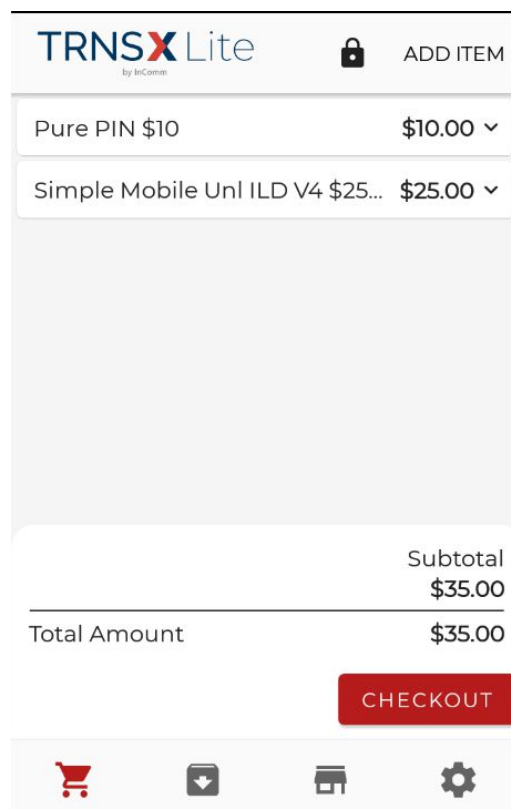 TRNSX Lite
by InComm
ADD ITEM
Pure PIN $10 $10.00
Simple Mobile Unl ILD V4 $25... $25.00
Subtotal
$35.00
Total Amount $35.00
CHECKOUT